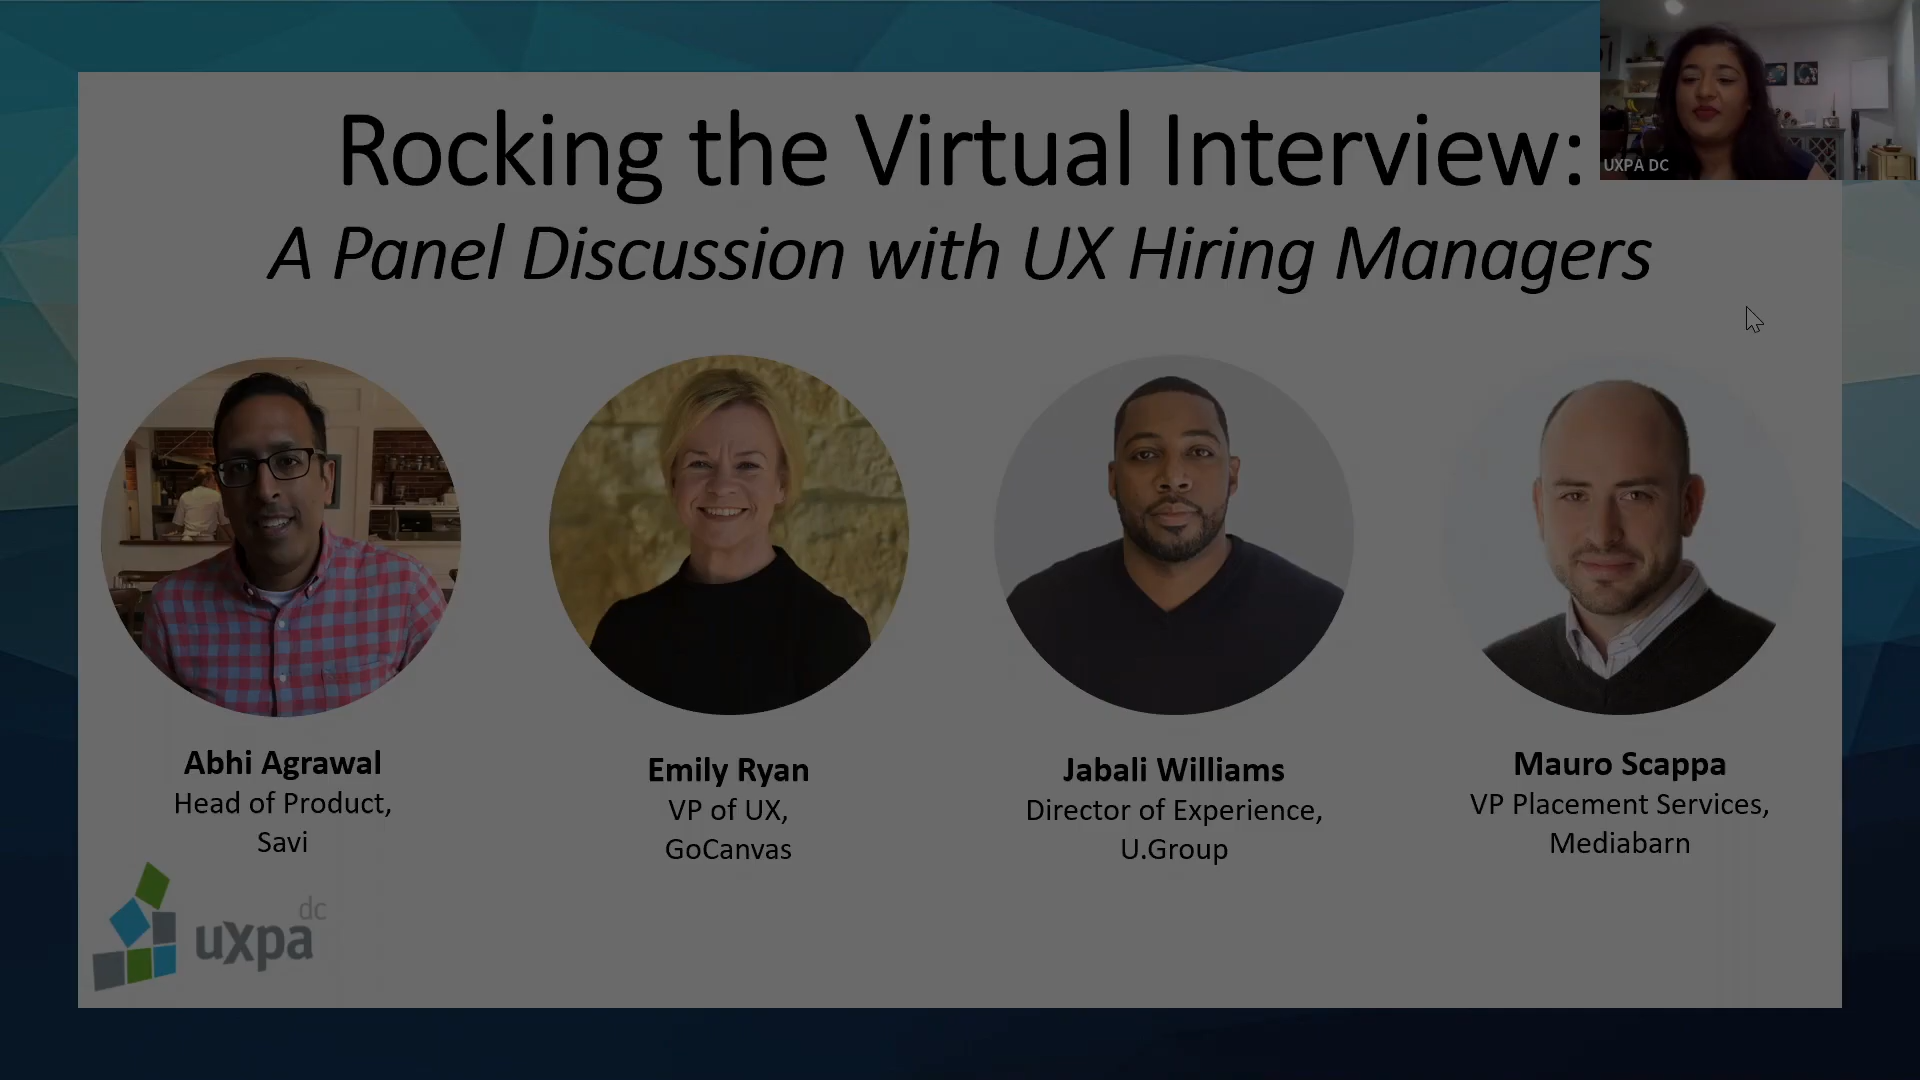 Rocking the Virtual Interview:
A Panel Discussion with UX Hiring Managers
UXPA DC
Abhi Agrawal
Head of Product,
Savi
Emily Ryan
VP of UX,
GoCanvas
Jabali Williams
Director of Experience,
U.Group
Mauro Scappa
VP Placement Services,
Mediabarn
uxpa dc